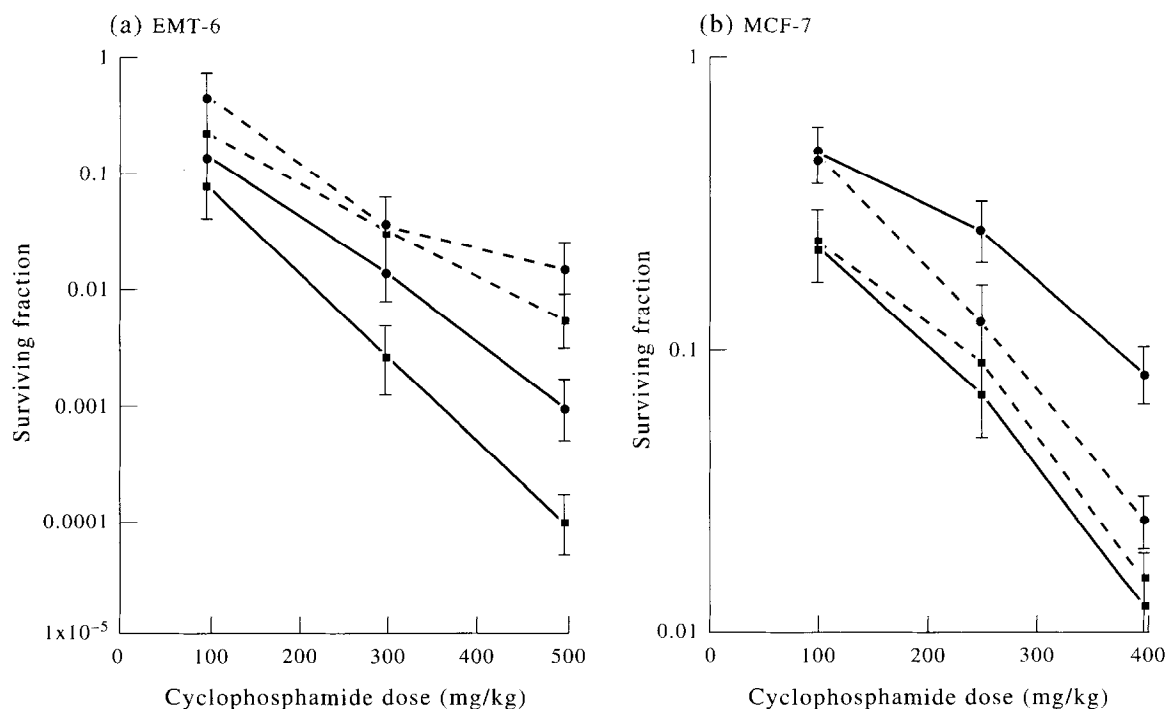 (a) EMT-6
1
0.1
0.01
0.001
0.0001
1x10⁻⁵
Surviving fraction
0 100 200 300 400 500
Cyclophosphamide dose (mg/kg)
(b) MCF-7
1
0.1
0.01
Surviving fraction
0 100 200 300 400
Cyclophosphamide dose (mg/kg)